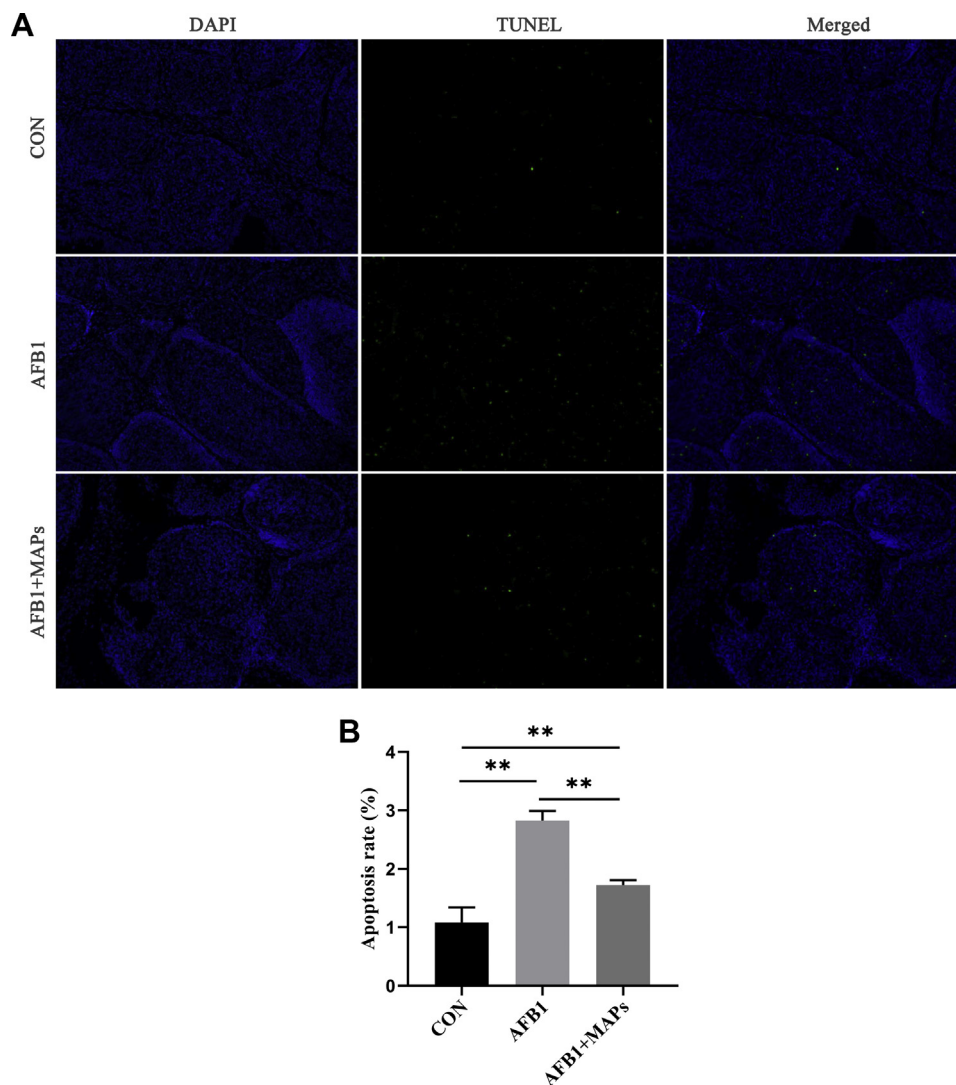 A
DAPI TUNEL Merged
CON
AFB1
AFB1+MAPs
B
Apoptosis rate (%)
4
3
2
1
0
**
**
**
CON
AFB1
AFB1+MAPs